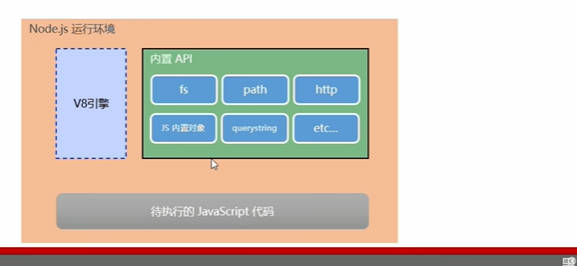 Node.js 运行环境
V8引擎
内置 API
fs
path
http
JS 内置对象
querystring
etc...
待执行的 JavaScript 代码